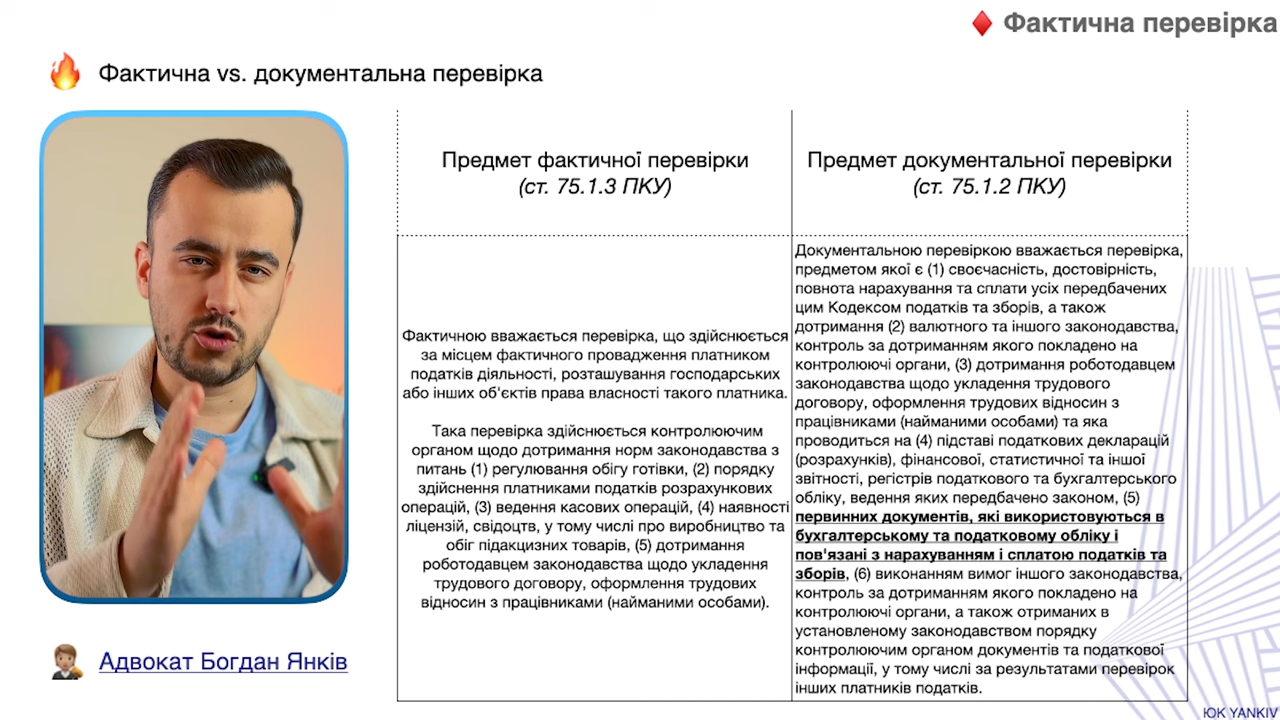 Фактична перевірка
Фактична vs. документальна перевірка
Предмет фактичної перевірки
(ст. 75.1.3 ПКУ)
Предмет документальної перевірки
(ст. 75.1.2 ПКУ)
Фактичною вважається перевірка, що здійснюється
за місцем фактичного провадження платником
податків діяльності, розташування господарських
або інших об'єктів права власності такого платника.
Така перевірка здійснюється контролюючим
органом щодо дотримання норм законодавства з
питань (1) регулювання обігу готівки, (2) порядку
здійснення платниками податків розрахункових
операцій, (3) ведення касових операцій, (4) наявності
ліцензій, свідоцтв, у тому числі про виробництво та
обіг підакцизних товарів, (5) дотримання
роботодавцем законодавства щодо укладення
трудового договору, оформлення трудових
відносин з працівниками (найманими особами).
Документальною перевіркою вважається перевірка,
предметом якої є (1) своєчасність, достовірність,
повнота нарахування та сплати усіх передбачених
цим Кодексом податків та зборів, а також
дотримання (2) валютного та іншого законодавства,
контроль за дотриманням якого покладено на
контролюючі органи, (3) дотримання роботодавцем
законодавства щодо укладення трудового
договору, оформлення трудових відносин з
працівниками (найманими особами) та яка
проводиться на (4) підставі податкових декларацій
(розрахунків), фінансової, статистичної та іншої
звітності, регістрів податкового та бухгалтерського
обліку, ведення яких передбачено законом, (5)
первинних документів, які використовуються в
бухгалтерському та податковому обліку і
пов'язані з нарахуванням і сплатою податків та
зборів, (6) виконанням вимог іншого законодавства,
контроль за дотриманням якого покладено на
контролюючі органи, а також отриманих в
установленому законодавством порядку
контролюючим органом документів та податкової
інформації, у тому числі за результатами перевірок
інших платників податків.
Адвокат Богдан Янків
ЮК YANKIV